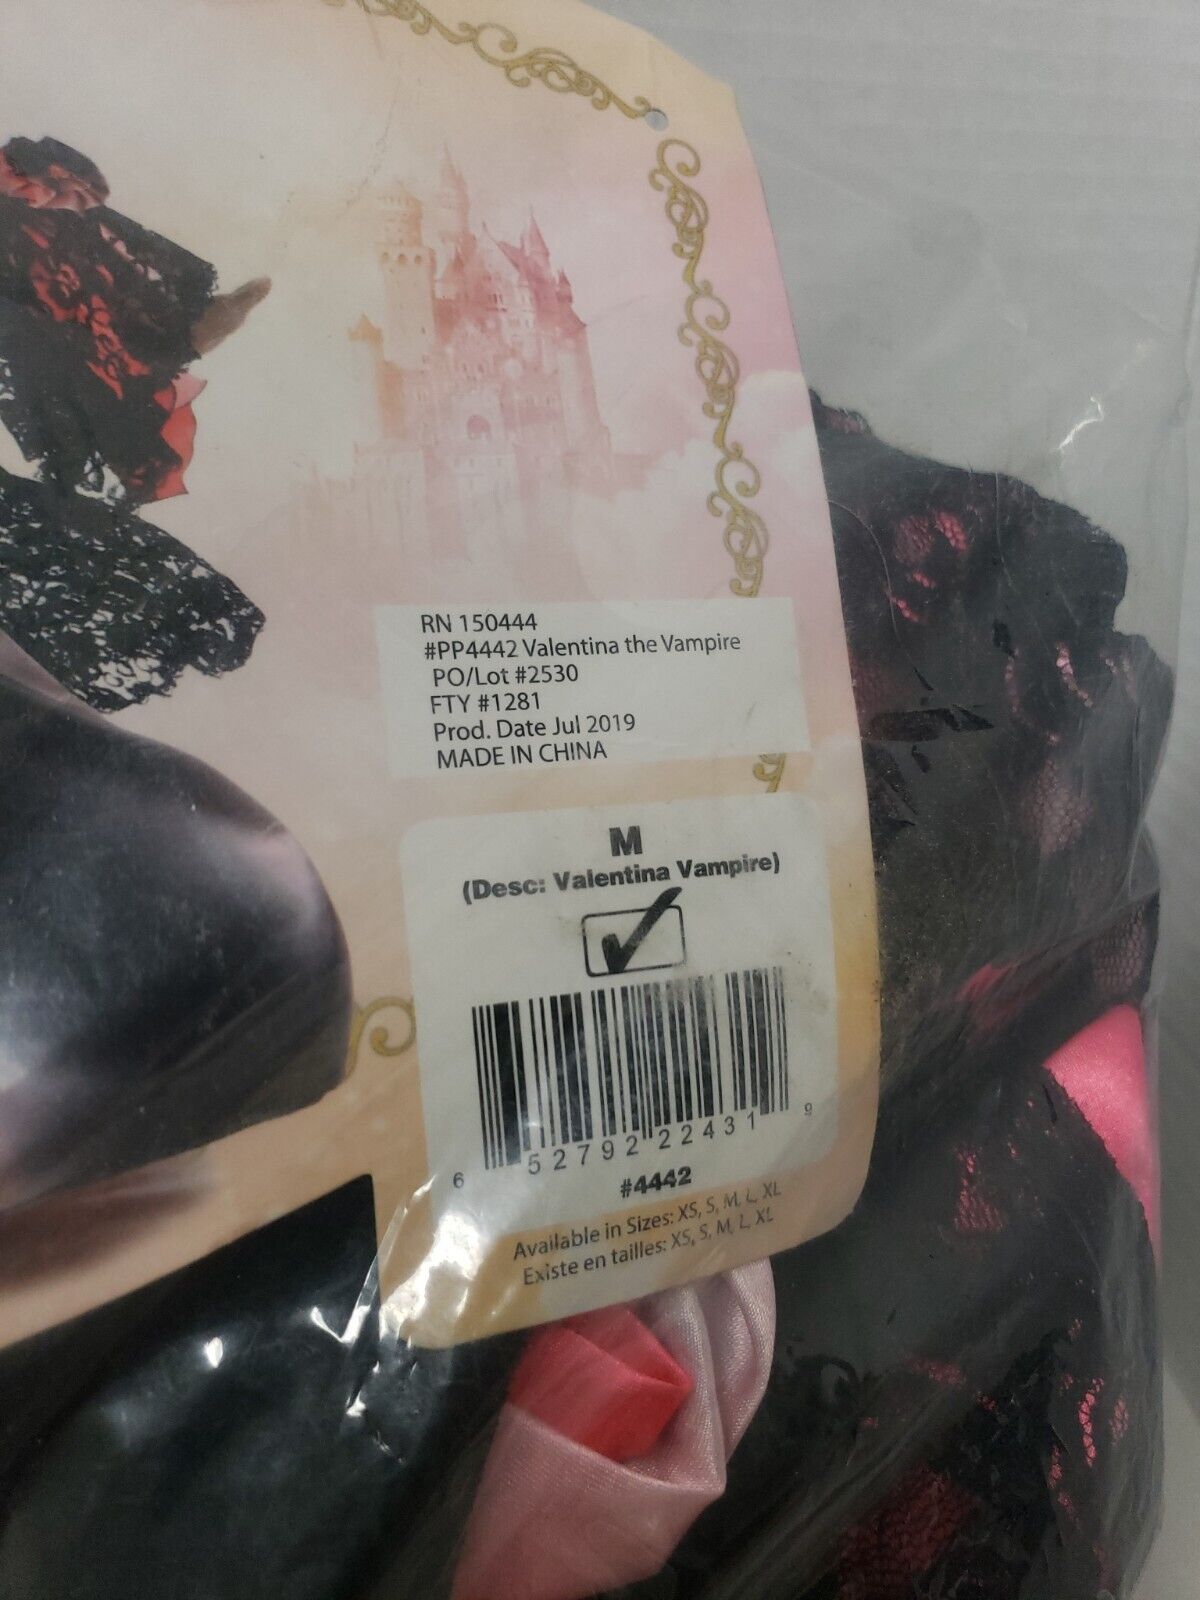 RN 150444
#PP4442 Valentina the Vampire
PO/Lot #2530
FTY #1281
Prod. Date Jul 2019
MADE IN CHINA
M
(Desc: Valentina Vampire)
6 52792 22431 9
#4442
Available in Sizes: XS, S, M, L, XL
Existe en tailles: XS, S, M, L, XL